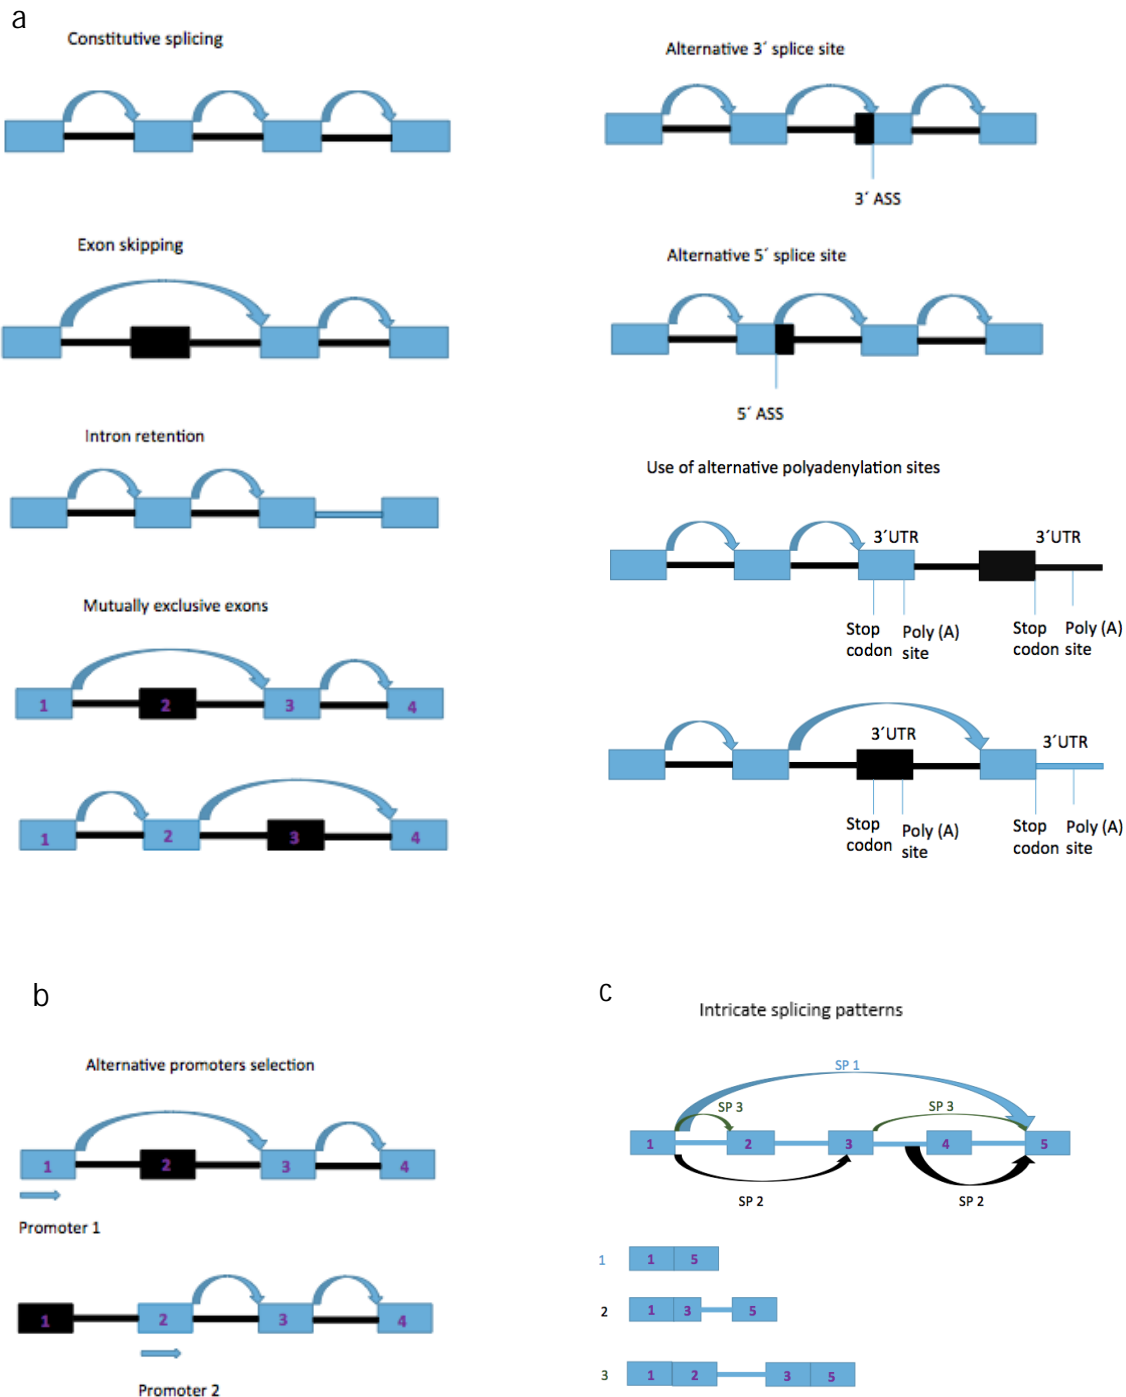 a
Constitutive splicing
Exon skipping
Intron retention
Mutually exclusive exons
1 2 3 4
1 2 3 4
Alternative 3´ splice site
3´ ASS
Alternative 5´ splice site
5´ ASS
Use of alternative polyadenylation sites
3´UTR 3´UTR
Stop codon Poly (A) site Stop codon Poly (A) site
3´UTR 3´UTR
Stop codon Poly (A) site Stop codon Poly (A) site
b
Alternative promoters selection
1 2 3 4
Promoter 1
1 2 3 4
Promoter 2
c
Intricate splicing patterns
SP 1
SP 3 SP 3
1 2 3 4 5
SP 2 SP 2
1 1 5
2 1 3 5
3 1 2 3 5